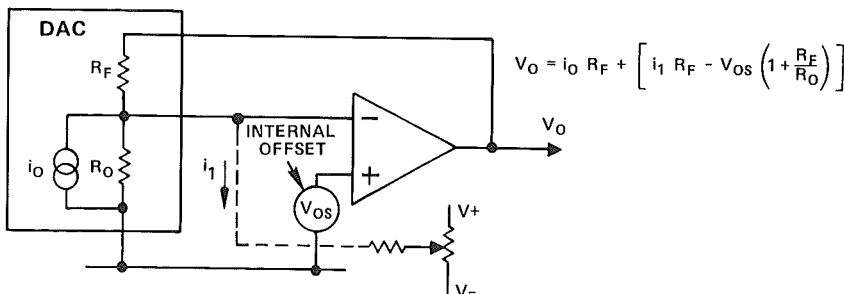 DAC
R_F
V_O = i_O R_F + [ i_1 R_F − V_OS (1 + R_F/R_O) ]
INTERNAL
OFFSET
−
V_O
i_O
R_O
i_1
+
V_OS
V+
V−